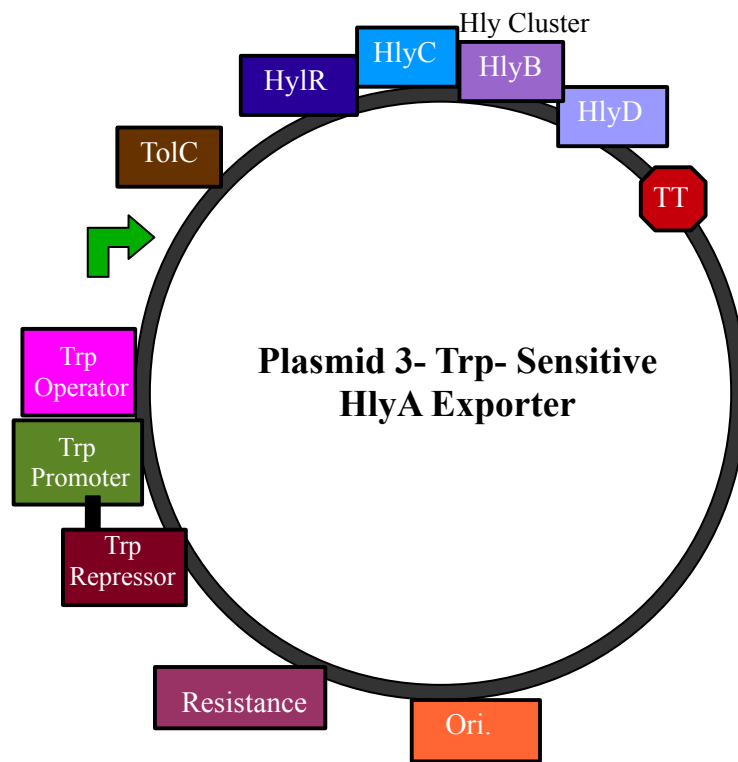 Hly Cluster
HlyC
HlyB
HylR
HlyD
TolC
TT
Trp
Operator
Plasmid 3- Trp- Sensitive
HlyA Exporter
Trp
Promoter
Trp
Repressor
Resistance
Ori.